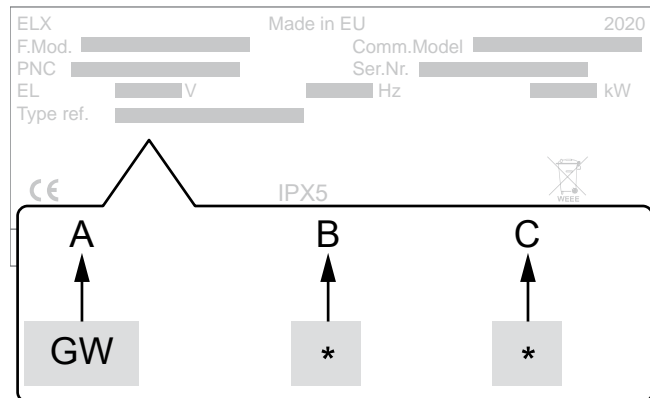 ELX Made in EU 2020
F.Mod. Comm.Model
PNC Ser.Nr.
EL V Hz kW
Type ref.
CE IPX5
WEEE
A B C
GW * *